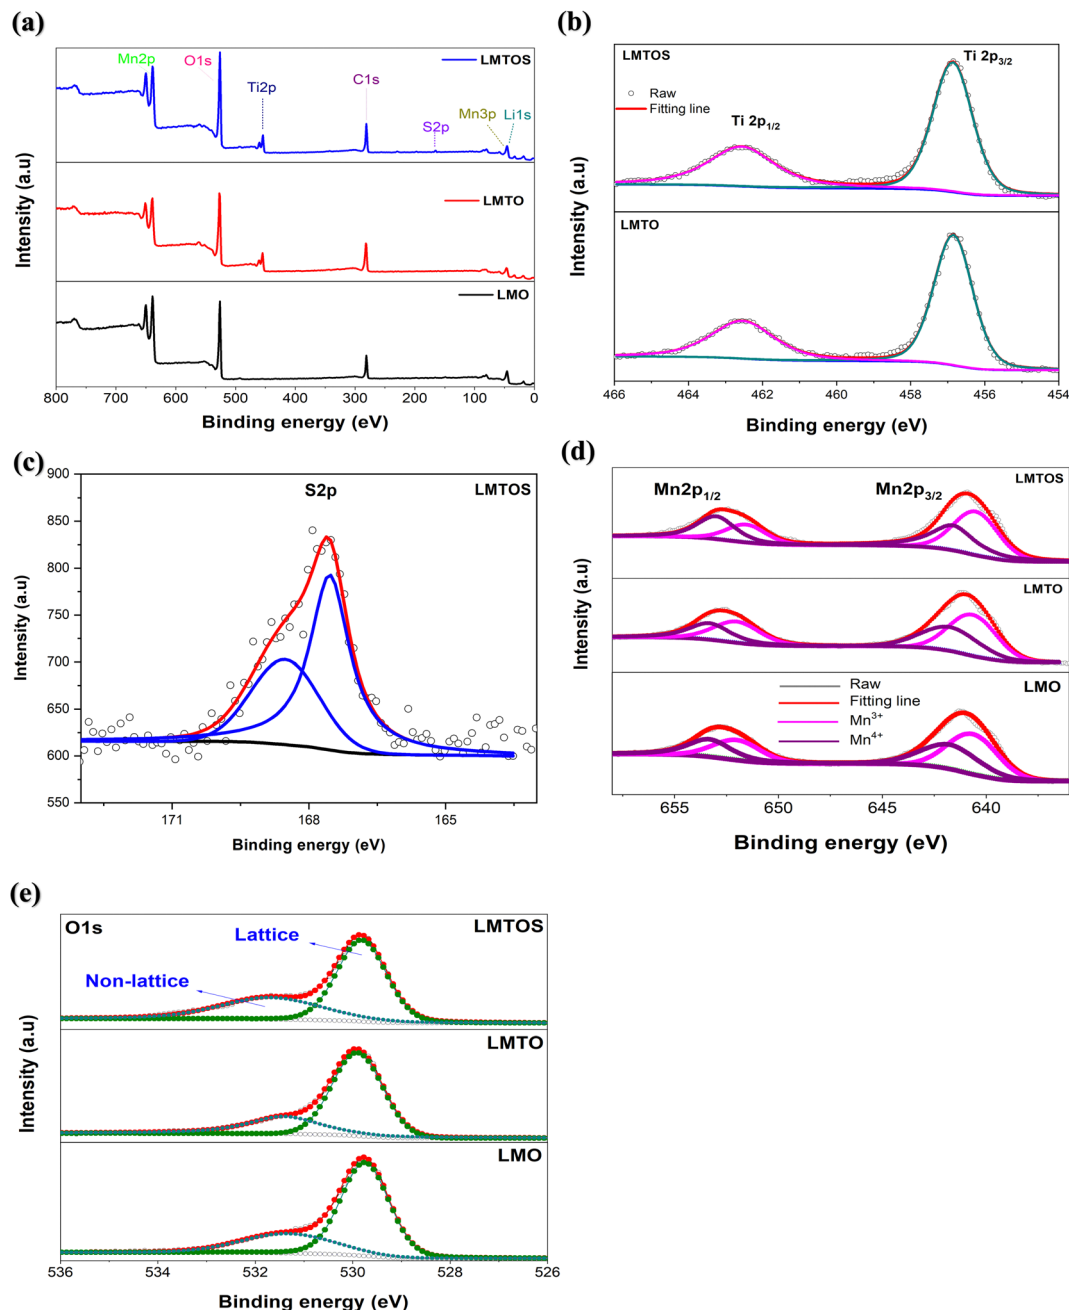 (a)
Mn2p
O1s
Ti2p
C1s
S2p
Mn3p
Li1s
LMTOS
LMTO
LMO
Intensity (a.u)
800 700 600 500 400 300 200 100 0
Binding energy (eV)
(b)
LMTOS
Raw
Fitting line
Ti 2p1/2
Ti 2p3/2
LMTO
Intensity (a.u)
466 464 462 460 458 456 454
Binding energy (eV)
(c)
S2p
LMTOS
900
850
800
750
700
650
600
550
Intensity (a.u)
171 168 165
Binding energy (eV)
(d)
Mn2p1/2
Mn2p3/2
LMTOS
LMTO
LMO
Raw
Fitting line
Mn3+
Mn4+
Intensity (a.u)
655 650 645 640
Binding energy (eV)
(e)
O1s
Lattice
Non-lattice
LMTOS
LMTO
LMO
Intensity (a.u)
536 534 532 530 528 526
Binding energy (eV)